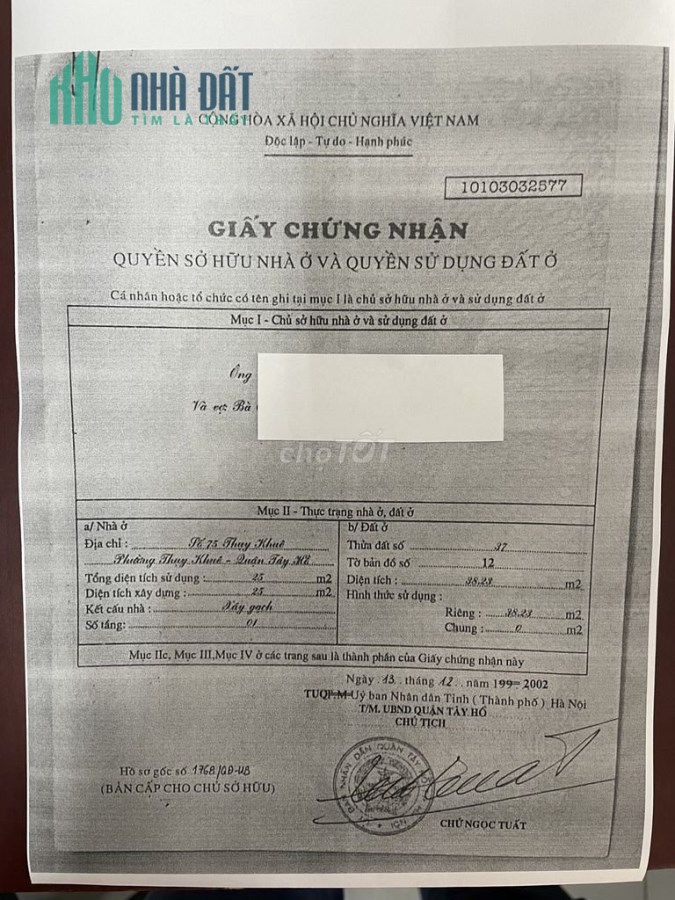 KHO NHÀ ĐẤT
TÌM LÀ THẤY
CỘNG HÒA XÃ HỘI CHỦ NGHĨA VIỆT NAM
Độc lập - Tự do - Hạnh phúc
10103032577
GIẤY CHỨNG NHẬN
QUYỀN SỞ HỮU NHÀ Ở VÀ QUYỀN SỬ DỤNG ĐẤT Ở
Cá nhân hoặc tổ chức có tên ghi tại mục I là chủ sở hữu nhà ở và sử dụng đất ở
Mục I - Chủ sở hữu nhà ở và sử dụng đất ở
Ông
Và vợ: Bà
chợTỐT
Mục II - Thực trạng nhà ở, đất ở
a/ Nhà ở
Địa chỉ : Số 75 Thụy Khuê
Phường Thụy Khuê - Quận Tây Hồ
Tổng diện tích sử dụng : 25 m2
Diện tích xây dựng : 25 m2
Kết cấu nhà : Xây gạch
Số tầng: 01
b/ Đất ở
Thửa đất số 37
Tờ bản đồ số 12
Diện tích : 38.23 m2
Hình thức sử dụng :
Riêng : 38.23 m2
Chung : 0 m2
Mục IIc, Mục III,Mục IV ở các trang sau là thành phần của Giấy chứng nhận này
Ngày 13 tháng 12 năm 199 2002
TUQ T.M Uỷ ban Nhân dân Tỉnh ( Thành phố ) Hà Nội
T/M. UBND QUẬN TÂY HỒ
CHỦ TỊCH
Hồ sơ gốc số 1768/QĐ-UB
(BẢN CẤP CHO CHỦ SỞ HỮU)
CHỬ NGỌC TUẤT